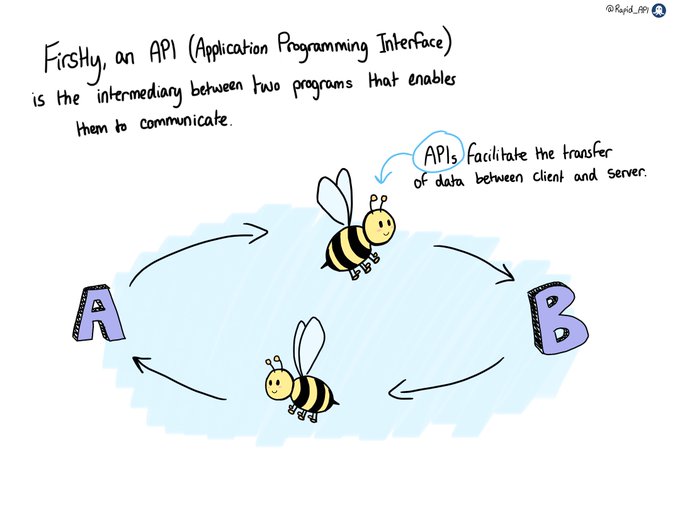 @Rapid_API
Firstly, an API (Application Programming Interface)
is the intermediary between two programs that enables
them to communicate.
APIs facilitate the transfer
of data between client and server.
A
B